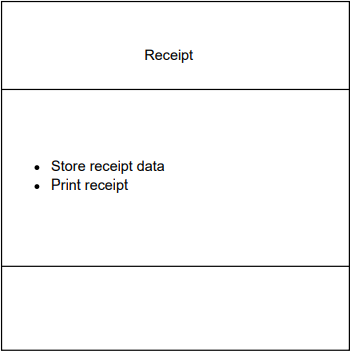 Receipt
• Store receipt data
• Print receipt